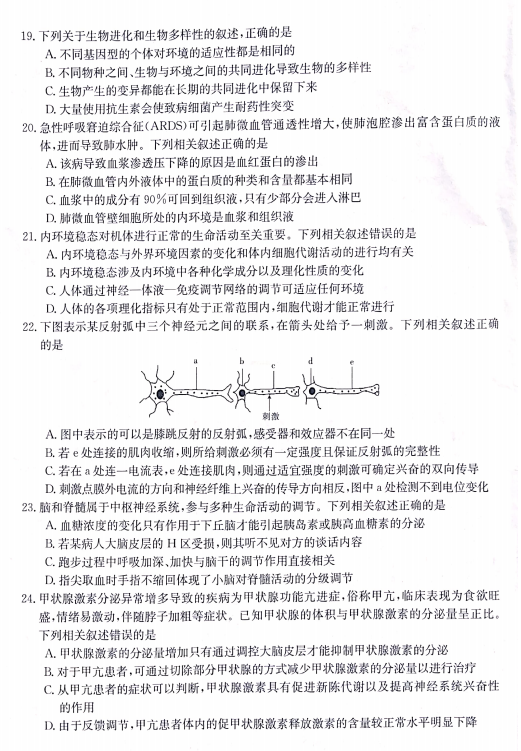 19. 下列关于生物进化和生物多样性的叙述,正确的是
A. 不同基因型的个体对环境的适应性都是相同的
B. 不同物种之间、生物与环境之间的共同进化导致生物的多样性
C. 生物产生的变异都能在长期的共同进化中保留下来
D. 大量使用抗生素会使致病细菌产生耐药性突变
20. 急性呼吸窘迫综合征(ARDS)可引起肺微血管通透性增大,使肺泡腔渗出富含蛋白质的液
体,进而导致肺水肿。下列相关叙述正确的是
A. 该病导致血浆渗透压下降的原因是血红蛋白的渗出
B. 在肺微血管内外液体中的蛋白质的种类和含量都基本相同
C. 血浆中的成分有 90%可回到组织液,只有少部分会进入淋巴
D. 肺微血管壁细胞所处的内环境是血浆和组织液
21. 内环境稳态对机体进行正常的生命活动至关重要。下列相关叙述错误的是
A. 内环境稳态与外界环境因素的变化和体内细胞代谢活动的进行均有关
B. 内环境稳态涉及内环境中各种化学成分以及理化性质的变化
C. 人体通过神经—体液—免疫调节网络的调节可适应任何环境
D. 人体的各项理化指标只有处于正常范围内,细胞代谢才能正常进行
22. 下图表示某反射弧中三个神经元之间的联系,在箭头处给予一刺激。下列相关叙述正确
的是
a b c d e
刺激
A. 图中表示的可以是膝跳反射的反射弧,感受器和效应器不在同一处
B. 若 e 处连接的肌肉收缩,则所给刺激必须有一定强度且保证反射弧的完整性
C. 若在 a 处连一电流表,e 处连接肌肉,则通过适宜强度的刺激可确定兴奋的双向传导
D. 刺激点膜外电流的方向和神经纤维上兴奋的传导方向相反,图中 a 处检测不到电位变化
23. 脑和脊髓属于中枢神经系统,参与多种生命活动的调节。下列相关叙述正确的是
A. 血糖浓度的变化只有作用于下丘脑才能引起胰岛素或胰高血糖素的分泌
B. 若某病人大脑皮层的 H 区受损,则其听不见对方的谈话内容
C. 跑步过程中呼吸加深、加快与脑干的调节作用直接相关
D. 指尖取血时手指不缩回体现了小脑对脊髓活动的分级调节
24. 甲状腺激素分泌异常增多导致的疾病为甲状腺功能亢进症,俗称甲亢,临床表现为食欲旺
盛,情绪易激动,伴随脖子加粗等症状。已知甲状腺的体积与甲状腺激素的分泌量呈正比。
下列相关叙述错误的是
A. 甲状腺激素的分泌量增加只有通过调控大脑皮层才能抑制甲状腺激素的分泌
B. 对于甲亢患者,可通过切除部分甲状腺的方式减少甲状腺激素的分泌量以进行治疗
C. 从甲亢患者的症状可以判断,甲状腺激素具有促进新陈代谢以及提高神经系统兴奋性
的作用
D. 由于反馈调节,甲亢患者体内的促甲状腺激素释放激素的含量较正常水平明显下降